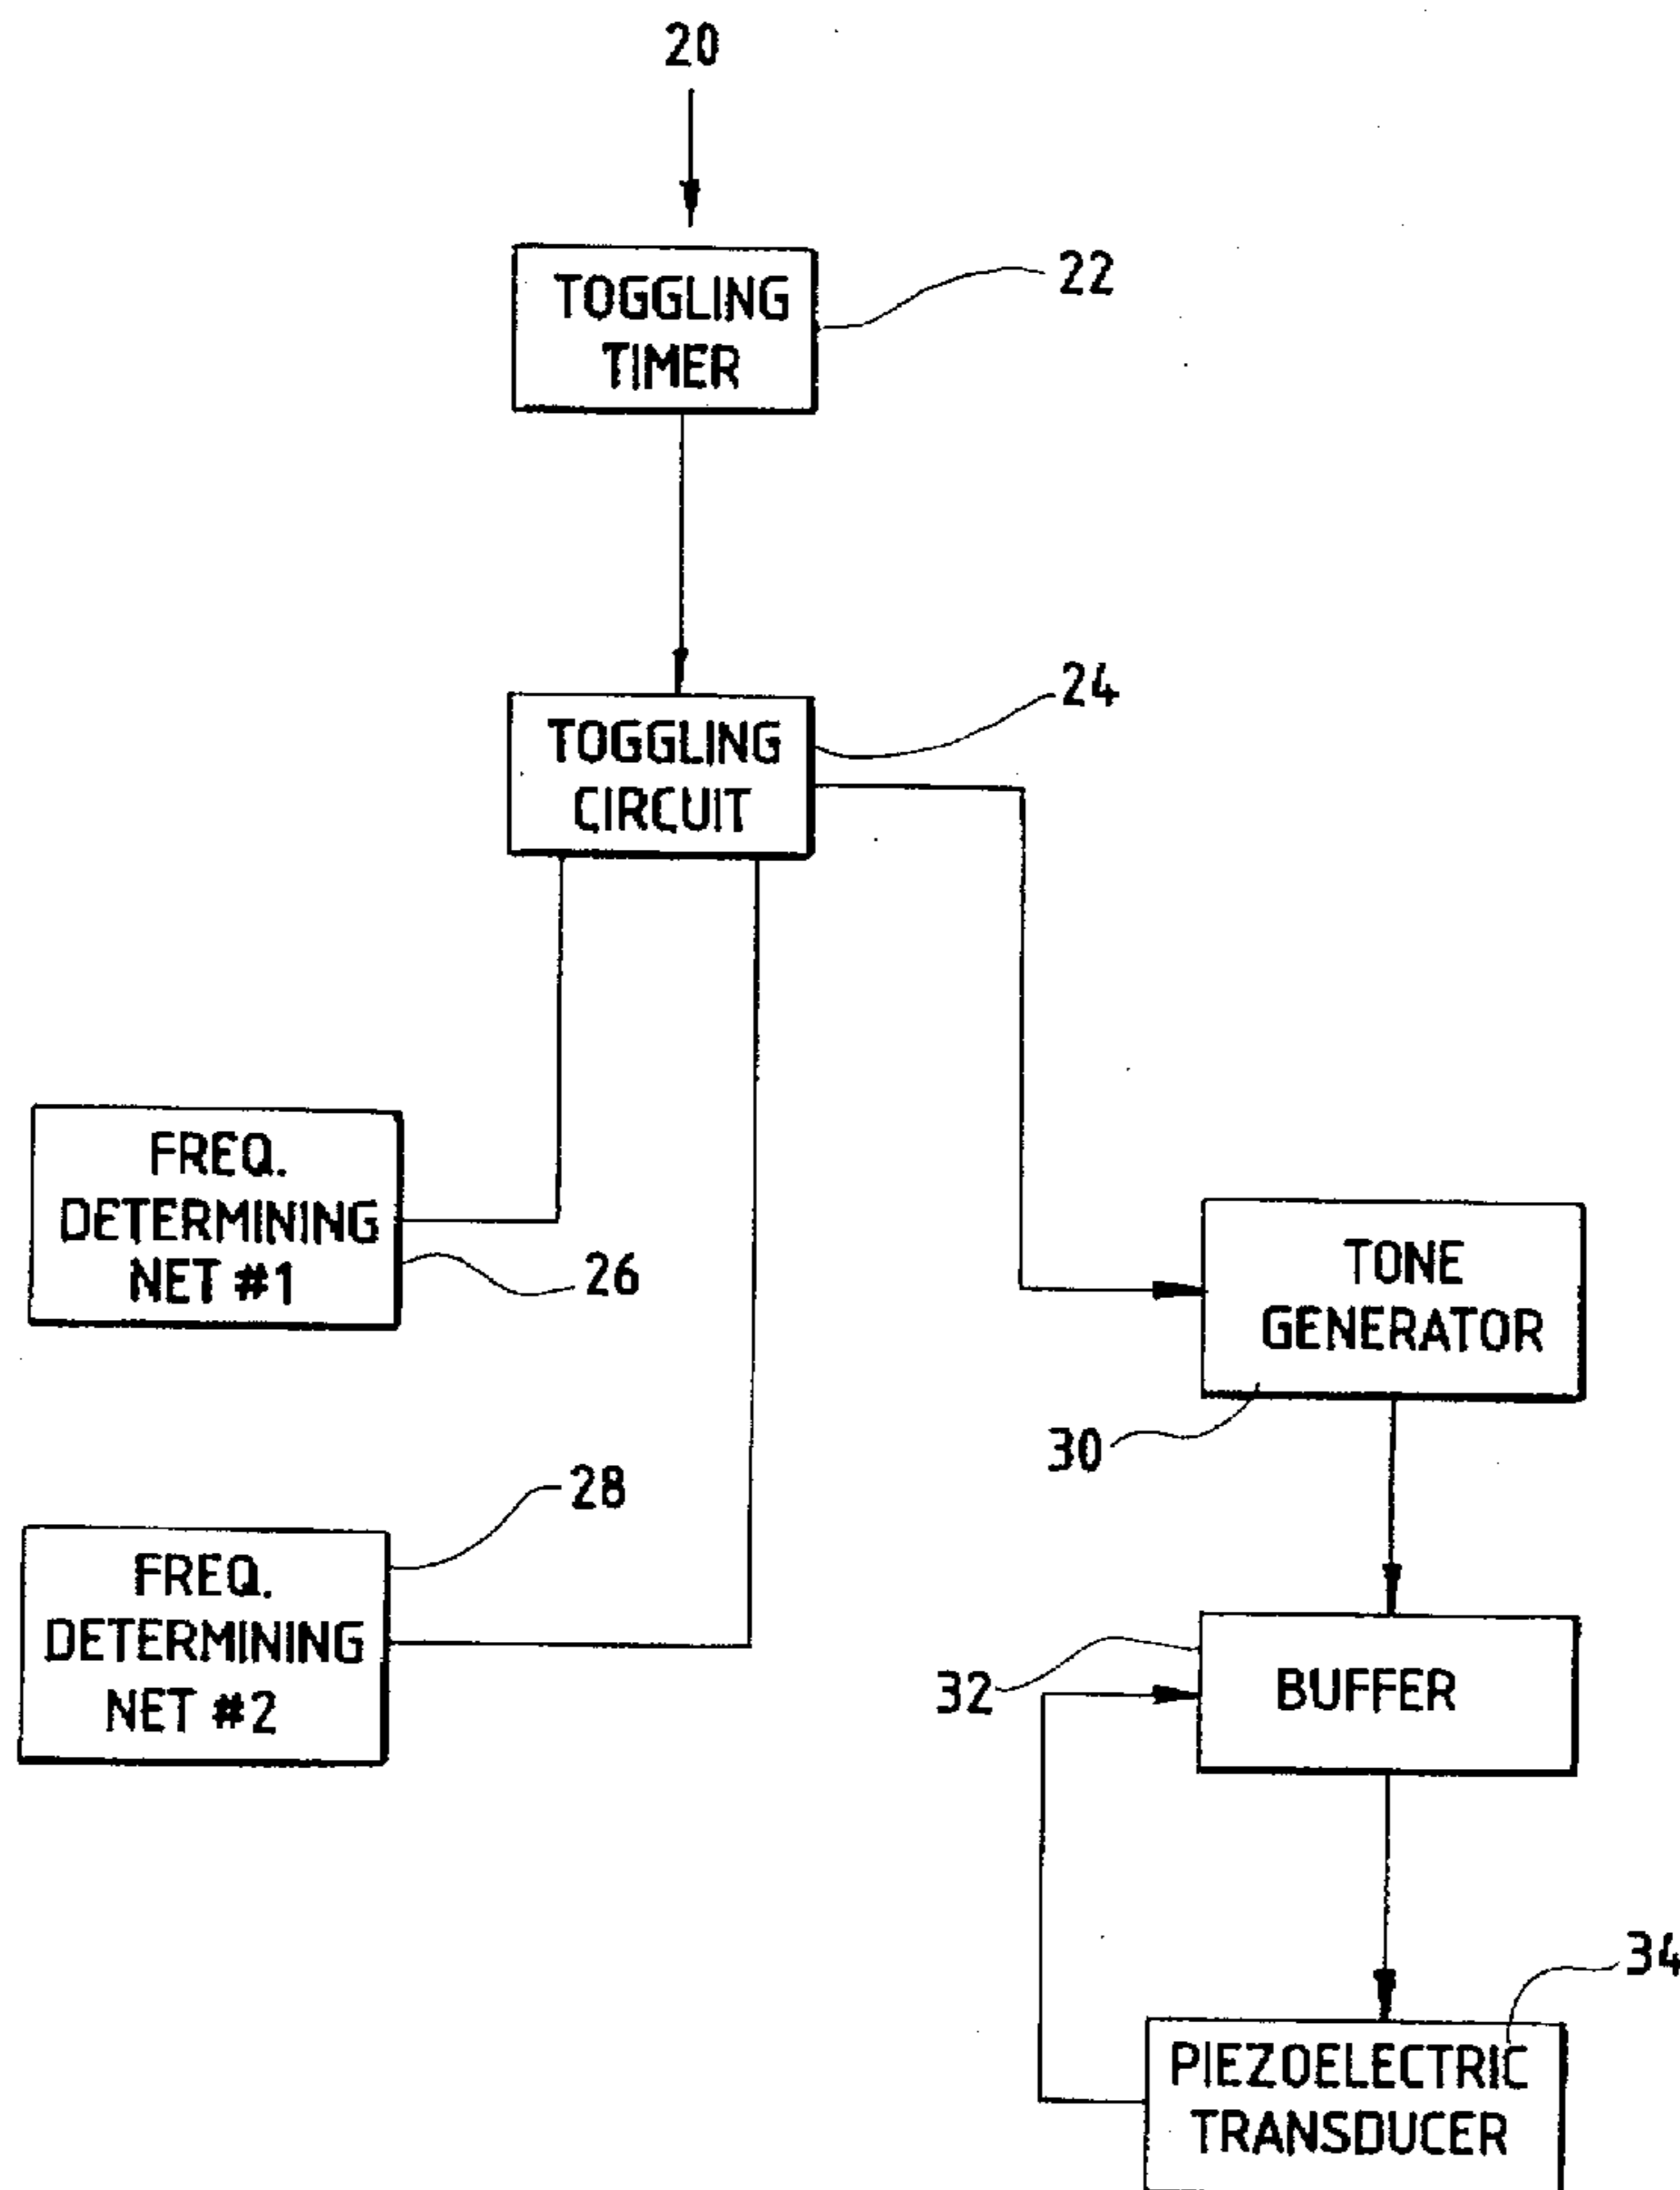 20
TOGGLING
TIMER
22
TOGGLING
CIRCUIT
24
FREQ.
DETERMINING
NET #1
26
TONE
GENERATOR
30
FREQ.
DETERMINING
NET #2
28
BUFFER
32
PIEZOELECTRIC
TRANSDUCER
34